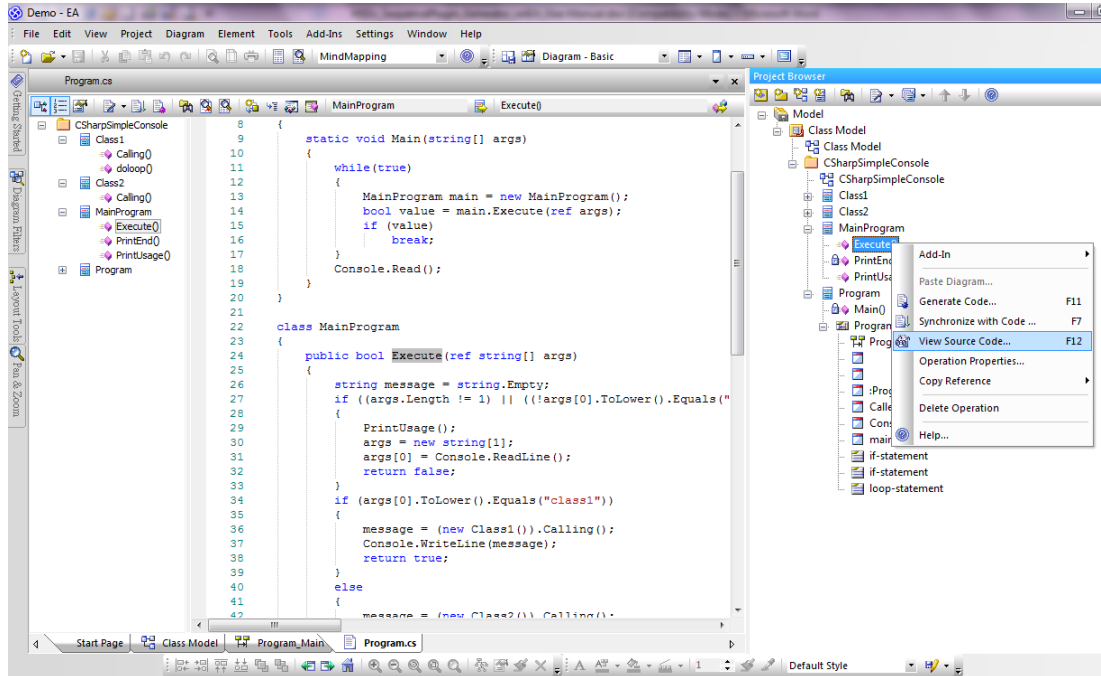 Demo - EA
File Edit View Project Diagram Element Tools Add-Ins Settings Window Help
MindMapping Diagram - Basic
Program.cs
MainProgram Execute()
Getting Started
Diagram Filters
Layout Tools
Pan & Zoom
CSharpSimpleConsole
Class1
Calling()
doloop()
Class2
Calling()
MainProgram
Execute()
PrintEnd()
PrintUsage()
Program
8 {
9 static void Main(string[] args)
10 {
11 while(true)
12 {
13 MainProgram main = new MainProgram();
14 bool value = main.Execute(ref args);
15 if (value)
16 break;
17 }
18 Console.Read();
19 }
20 }
21
22 class MainProgram
23 {
24 public bool Execute(ref string[] args)
25 {
26 string message = string.Empty;
27 if ((args.Length != 1) || ((!args[0].ToLower().Equals("
28 {
29 PrintUsage();
30 args = new string[1];
31 args[0] = Console.ReadLine();
32 return false;
33 }
34 if (args[0].ToLower().Equals("class1"))
35 {
36 message = (new Class1()).Calling();
37 Console.WriteLine(message);
38 return true;
39 }
40 else
41 {
42 message = (new Class2()).Calling();
Start Page Class Model Program_Main Program.cs
Project Browser
Model
Class Model
Class Model
CSharpSimpleConsole
CSharpSimpleConsole
Class1
Class2
MainProgram
Execute()
PrintEnd
PrintUsa
Program
Main()
Program
Prog
:Prog
Calle
Cons
main
if-statement
if-statement
loop-statement
Add-In
Paste Diagram...
Generate Code... F11
Synchronize with Code ... F7
View Source Code... F12
Operation Properties...
Copy Reference
Delete Operation
Help...
1 Default Style